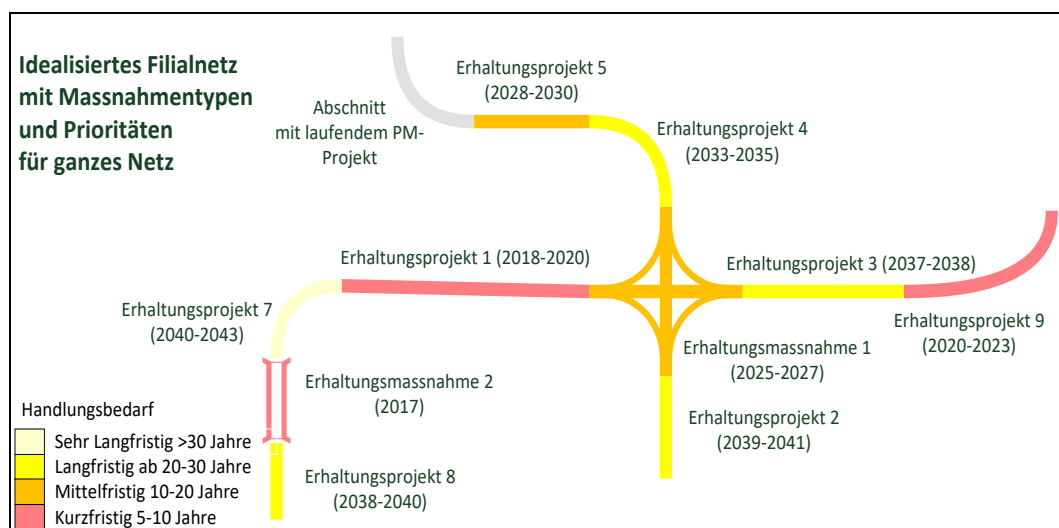 Idealisiertes Filialnetz
mit Massnahmentypen
und Prioritäten
für ganzes Netz
Abschnitt
mit laufendem PM-
Projekt
Erhaltungsprojekt 5
(2028-2030)
Erhaltungsprojekt 4
(2033-2035)
Erhaltungsprojekt 1 (2018-2020)
Erhaltungsprojekt 3 (2037-2038)
Erhaltungsprojekt 7
(2040-2043)
Erhaltungsprojekt 9
(2020-2023)
Erhaltungsmassnahme 1
(2025-2027)
Erhaltungsmassnahme 2
(2017)
Erhaltungsprojekt 2
(2039-2041)
Erhaltungsprojekt 8
(2038-2040)
Handlungsbedarf
Sehr Langfristig >30 Jahre
Langfristig ab 20-30 Jahre
Mittelfristig 10-20 Jahre
Kurzfristig 5-10 Jahre